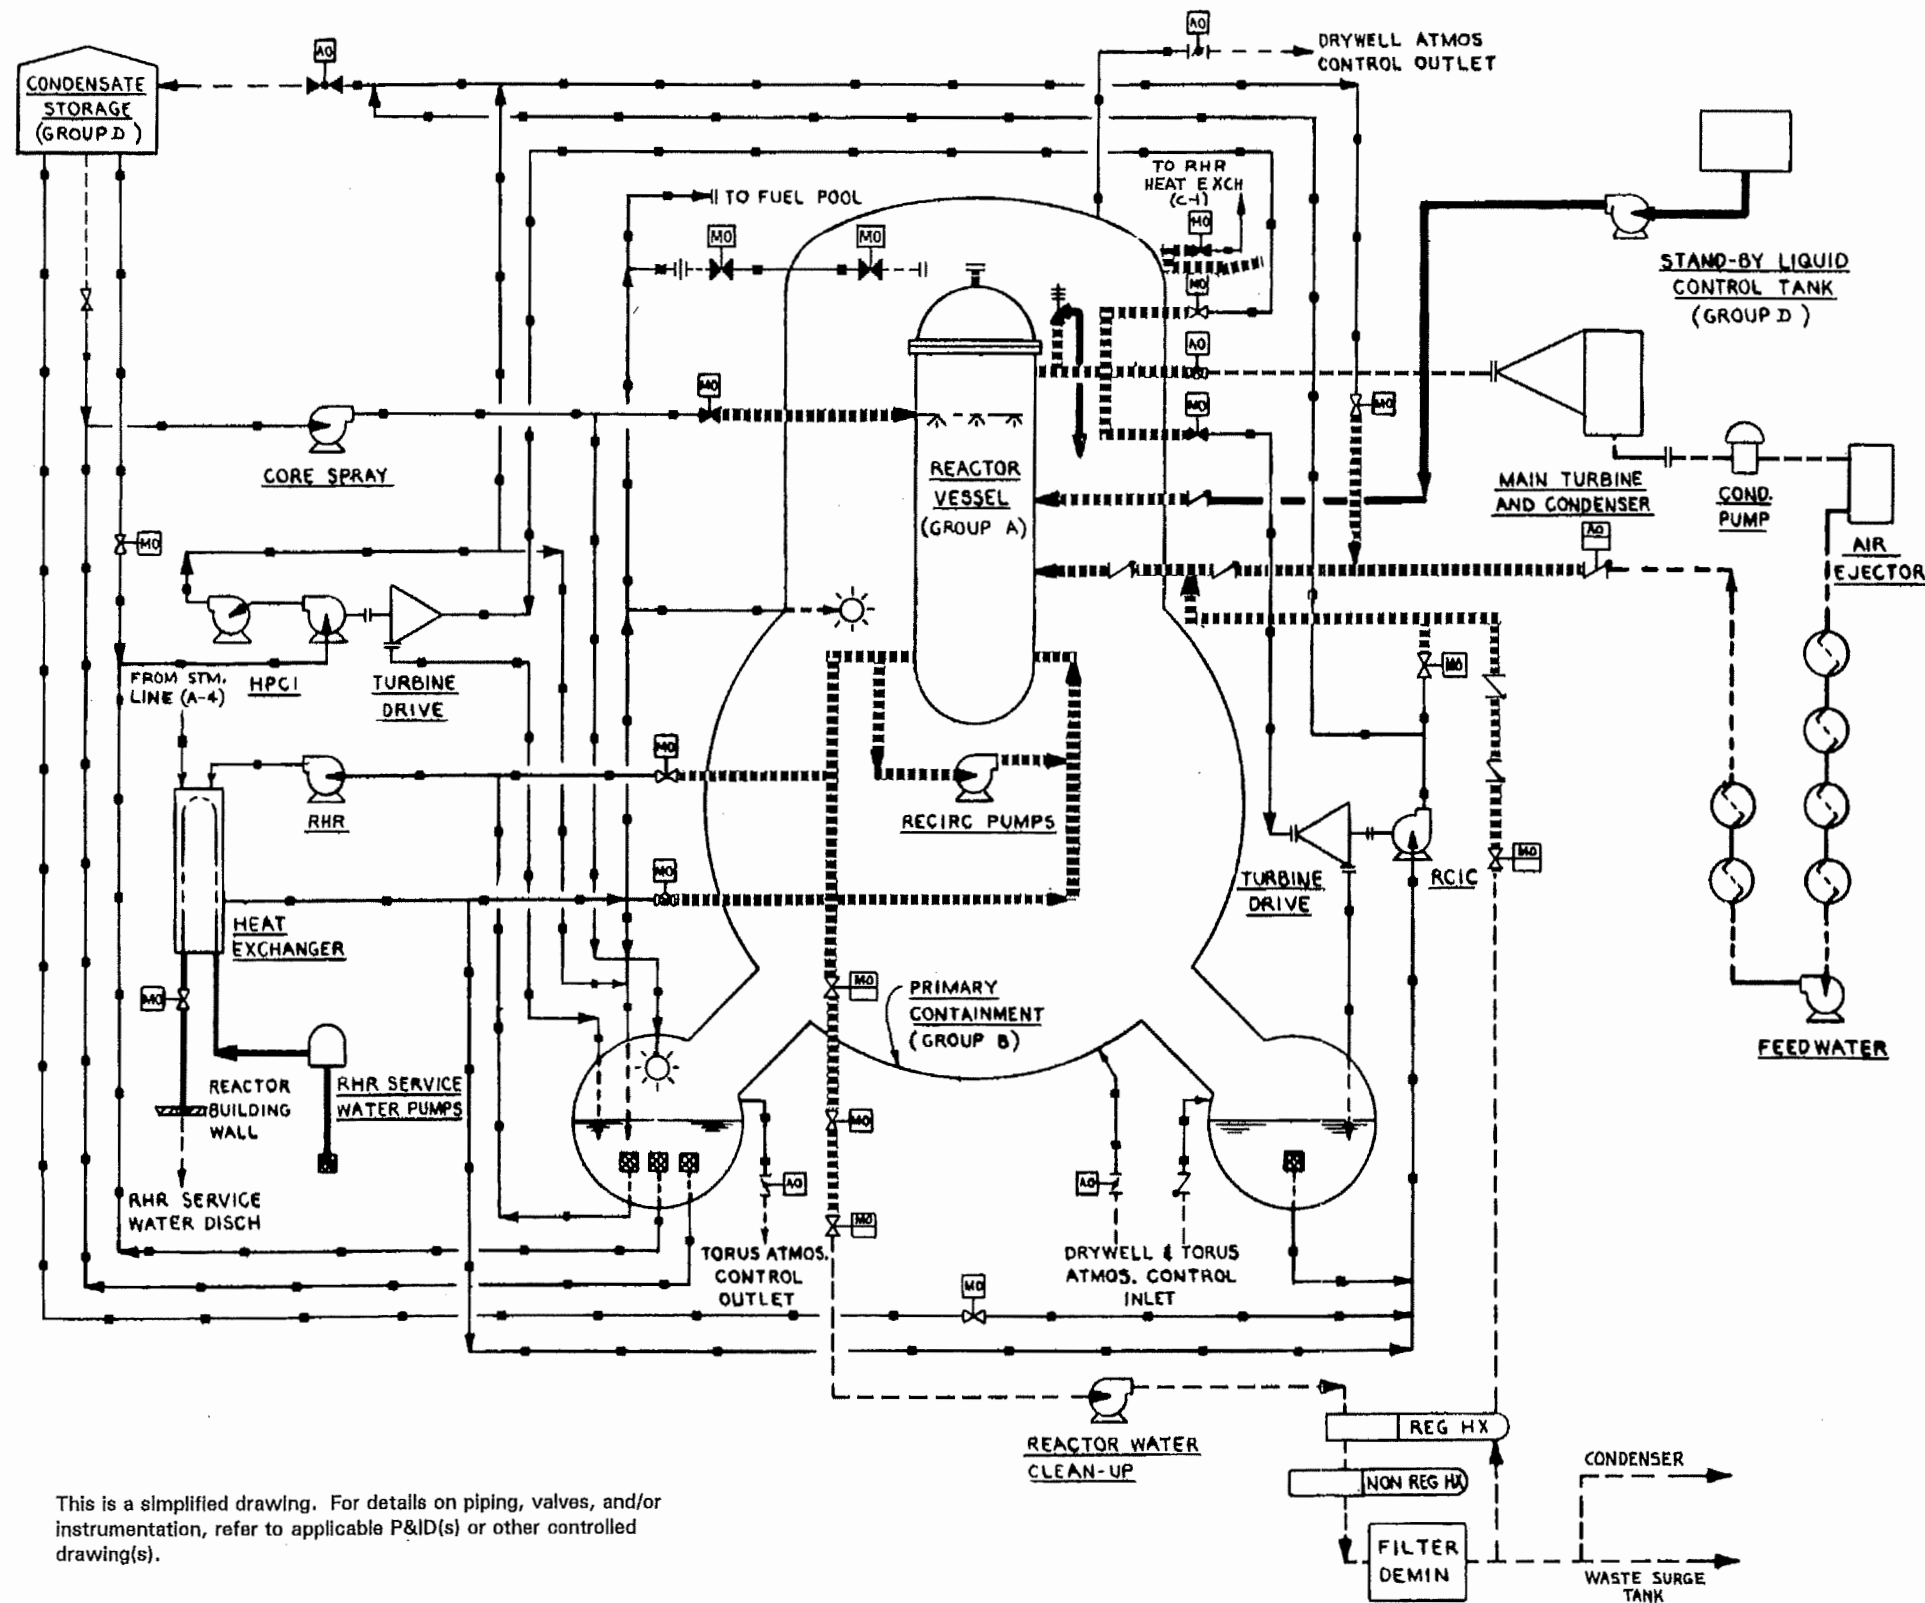 AO
DRYWELL ATMOS
CONTROL OUTLET
AO
CONDENSATE
STORAGE
(GROUP D)
TO RHR
HEAT EXCH
(C-1)
TO FUEL POOL
MO
MO
MO
MO
STAND-BY LIQUID
CONTROL TANK
(GROUP D)
AO
MO
MO
MO
CORE SPRAY
REACTOR
VESSEL
(GROUP A)
MAIN TURBINE
AND CONDENSER
COND.
PUMP
AO
AIR
EJECTOR
MO
FROM STM.
LINE (A-4)
HPCI
TURBINE
DRIVE
MO
MO
RHR
RECIRC PUMPS
MO
TURBINE
DRIVE
RCIC
MO
HEAT
EXCHANGER
MO
MO
PRIMARY
CONTAINMENT
(GROUP B)
FEEDWATER
REACTOR
BUILDING
WALL
RHR SERVICE
WATER PUMPS
MO
AO
AO
RHR SERVICE
WATER DISCH
MO
TORUS ATMOS.
CONTROL
OUTLET
DRYWELL & TORUS
ATMOS. CONTROL
INLET
MO
REACTOR WATER
CLEAN-UP
REG HX
NON REG HX
CONDENSER
FILTER
DEMIN
WASTE SURGE
TANK
This is a simplified drawing. For details on piping, valves, and/or
instrumentation, refer to applicable P&ID(s) or other controlled
drawing(s).